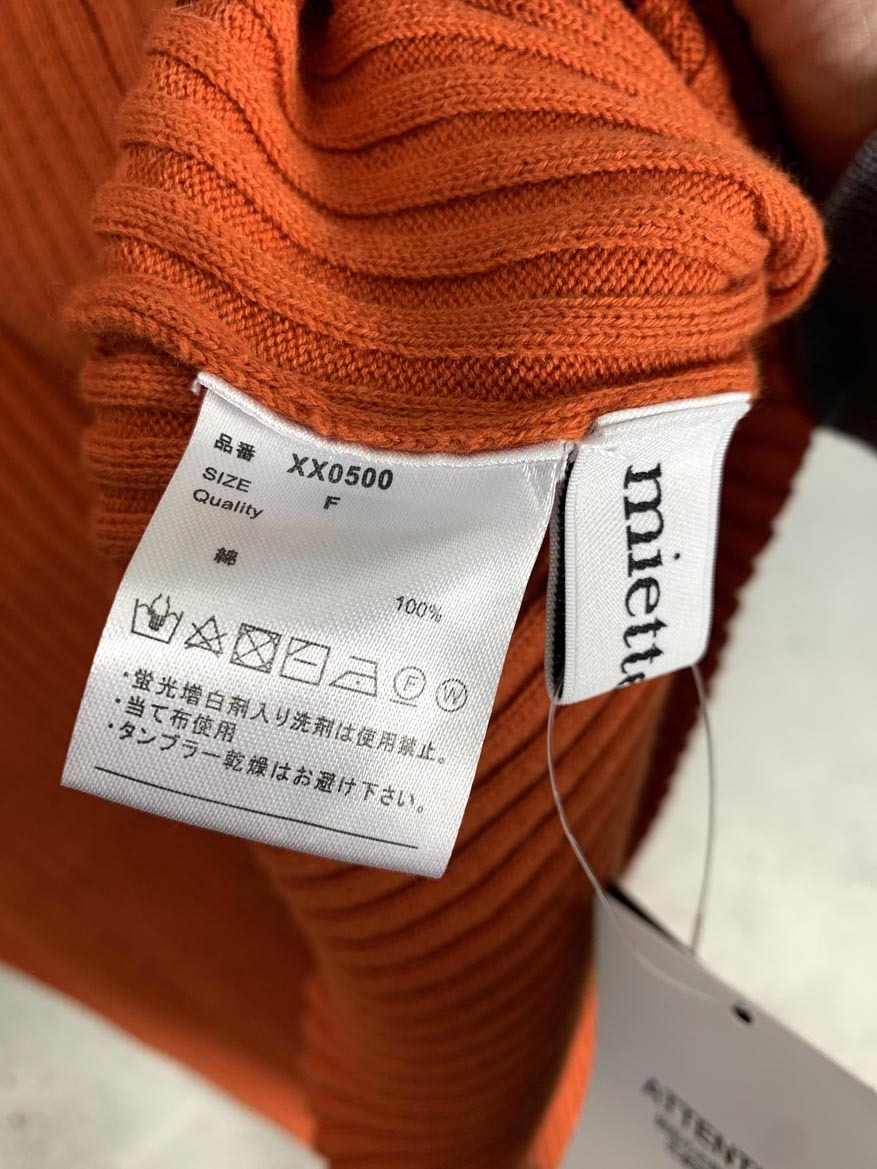 品番 XX0500
SIZE F
Quality
綿 100%
F W
・蛍光増白剤入り洗剤は使用禁止。
・当て布使用
・タンブラー乾燥はお避け下さい。
miette